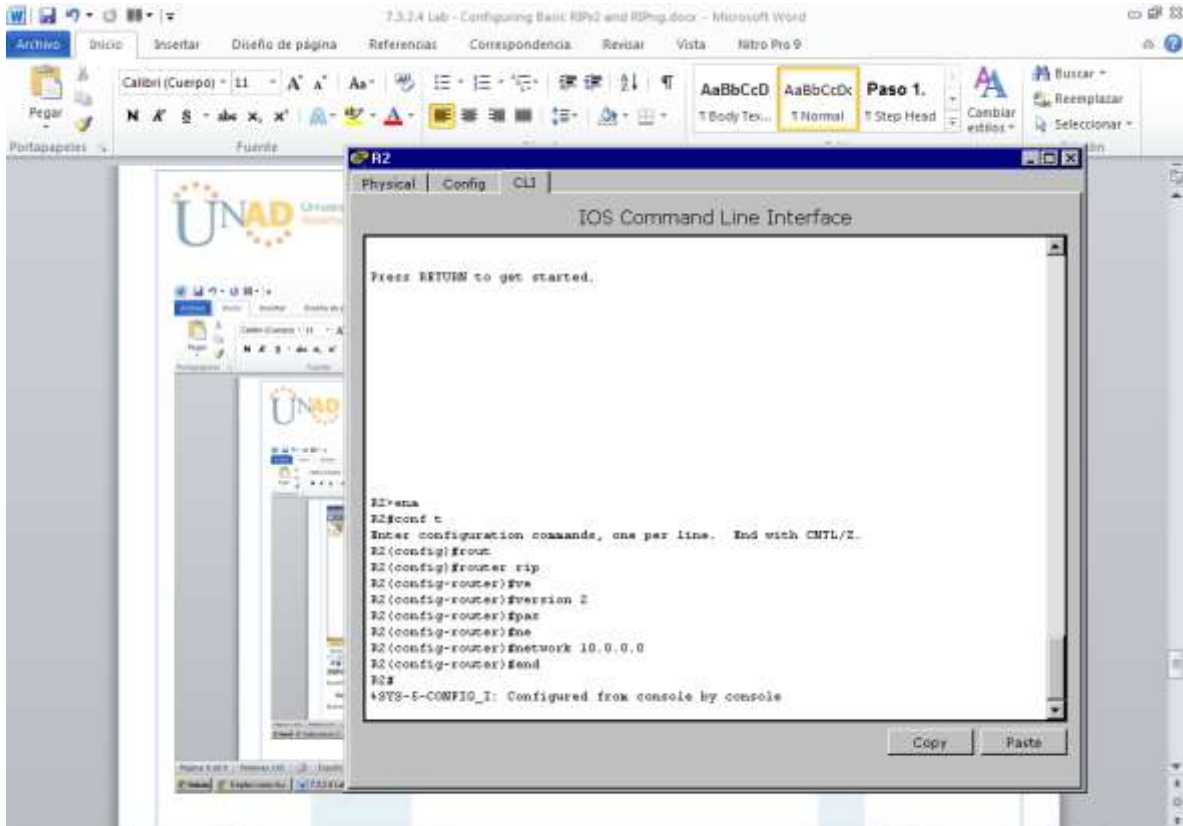 7.3.2.4 Lab - Configuring Basic RIPv2 and RIPng.docx - Microsoft Word
Archivo Inicio Insertar Diseño de página Referencias Correspondencia Revisar Vista Nitro Pro 9
Calibri (Cuerpo) 11
Pegar
N K S abc x, x²
AaBbCcD AaBbCcDc Paso 1.
¶ Body Tex... ¶ Normal ¶ Step Head
Cambiar estilos
Buscar
Reemplazar
Seleccionar
Portapapeles Fuente
R2
Physical Config CLI
IOS Command Line Interface
Press RETURN to get started.
R2>ena
R2#conf t
Enter configuration commands, one per line. End with CNTL/Z.
R2(config)#rout
R2(config)#router rip
R2(config-router)#ve
R2(config-router)#version 2
R2(config-router)#pas
R2(config-router)#ne
R2(config-router)#network 10.0.0.0
R2(config-router)#end
R2#
%SYS-5-CONFIG_I: Configured from console by console
Copy Paste
UNAD
UNAD